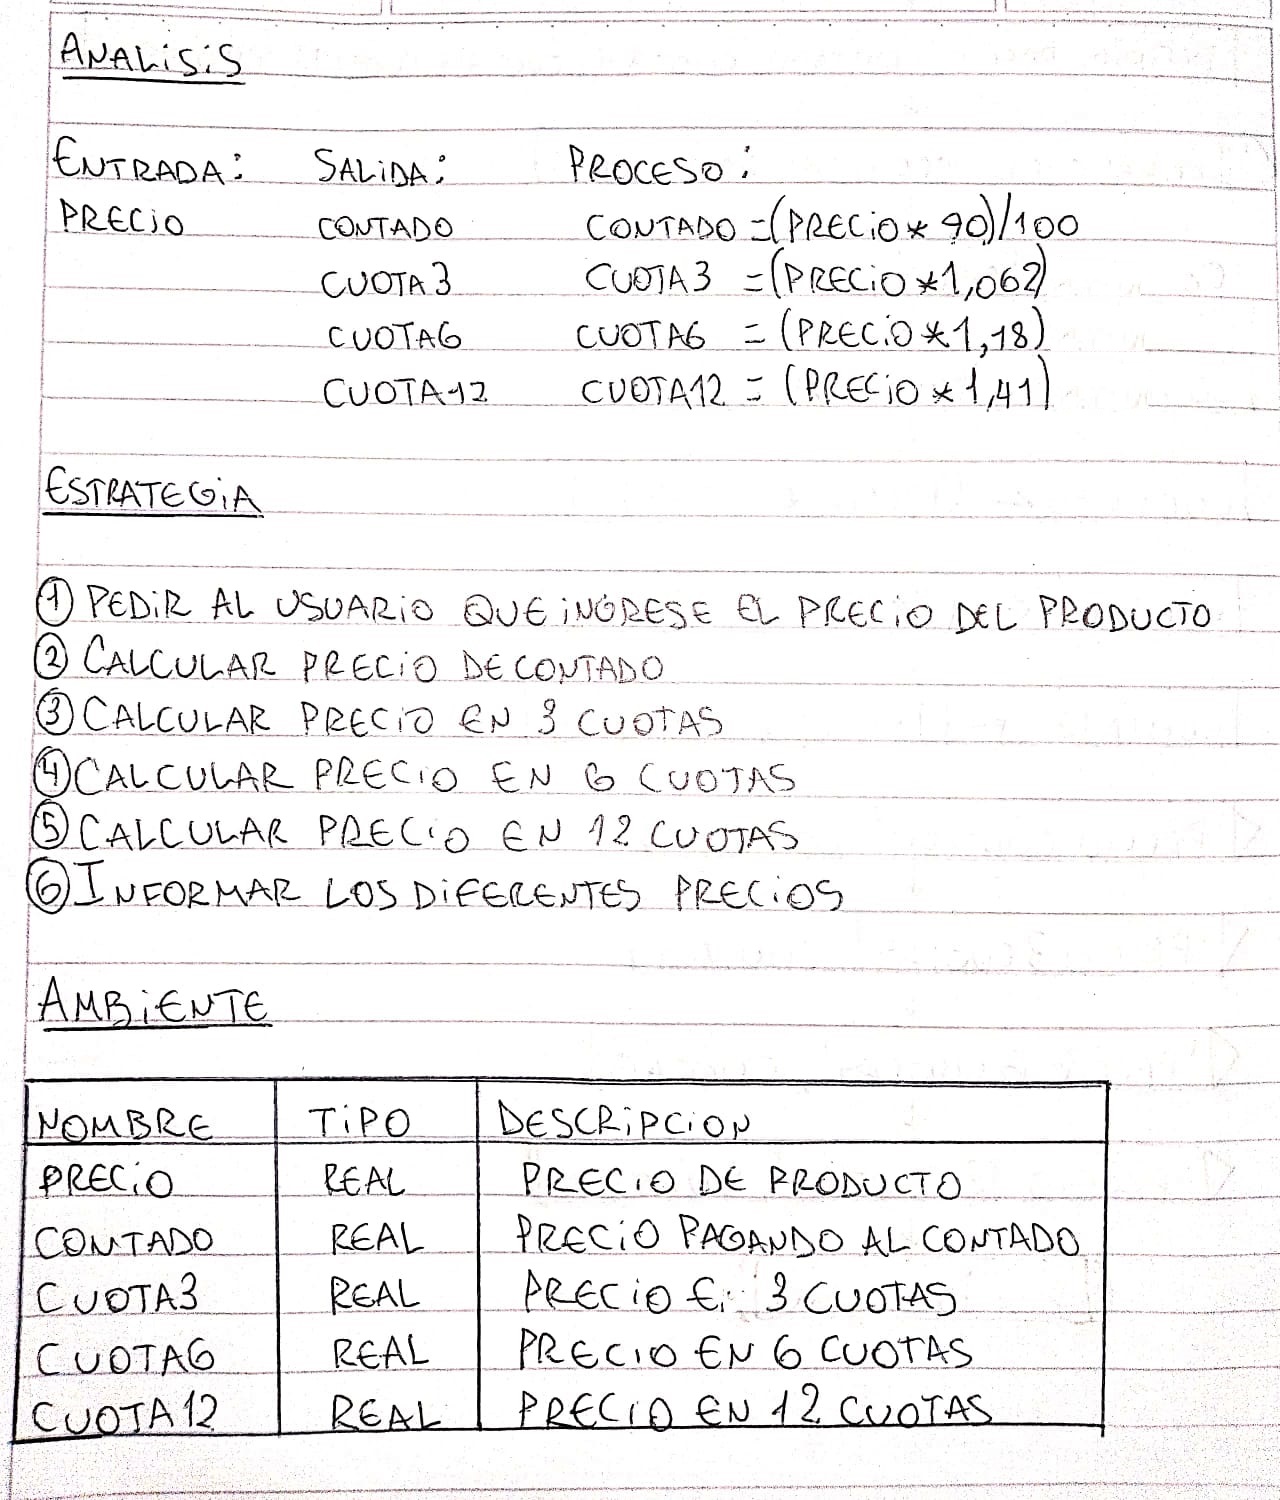 ANALISIS
ENTRADA: SALIDA: PROCESO:
PRECIO CONTADO CONTADO =(PRECIO * 90)/100
CUOTA3 CUOTA3 =(PRECIO *1,062)
CUOTA6 CUOTA6 = (PRECIO *1,18)
CUOTA12 CUOTA12 = (PRECIO * 1,41)
ESTRATEGIA
① PEDIR AL USUARIO QUE INGRESE EL PRECIO DEL PRODUCTO
② CALCULAR PRECIO DE CONTADO
③ CALCULAR PRECIO EN 3 CUOTAS
④ CALCULAR PRECIO EN 6 CUOTAS
⑤ CALCULAR PRECIO EN 12 CUOTAS
⑥ INFORMAR LOS DIFERENTES PRECIOS
AMBIENTE
NOMBRE TIPO DESCRIPCION
PRECIO REAL PRECIO DE PRODUCTO
CONTADO REAL PRECIO PAGANDO AL CONTADO
CUOTA3 REAL PRECIO EN 3 CUOTAS
CUOTA6 REAL PRECIO EN 6 CUOTAS
CUOTA12 REAL PRECIO EN 12 CUOTAS